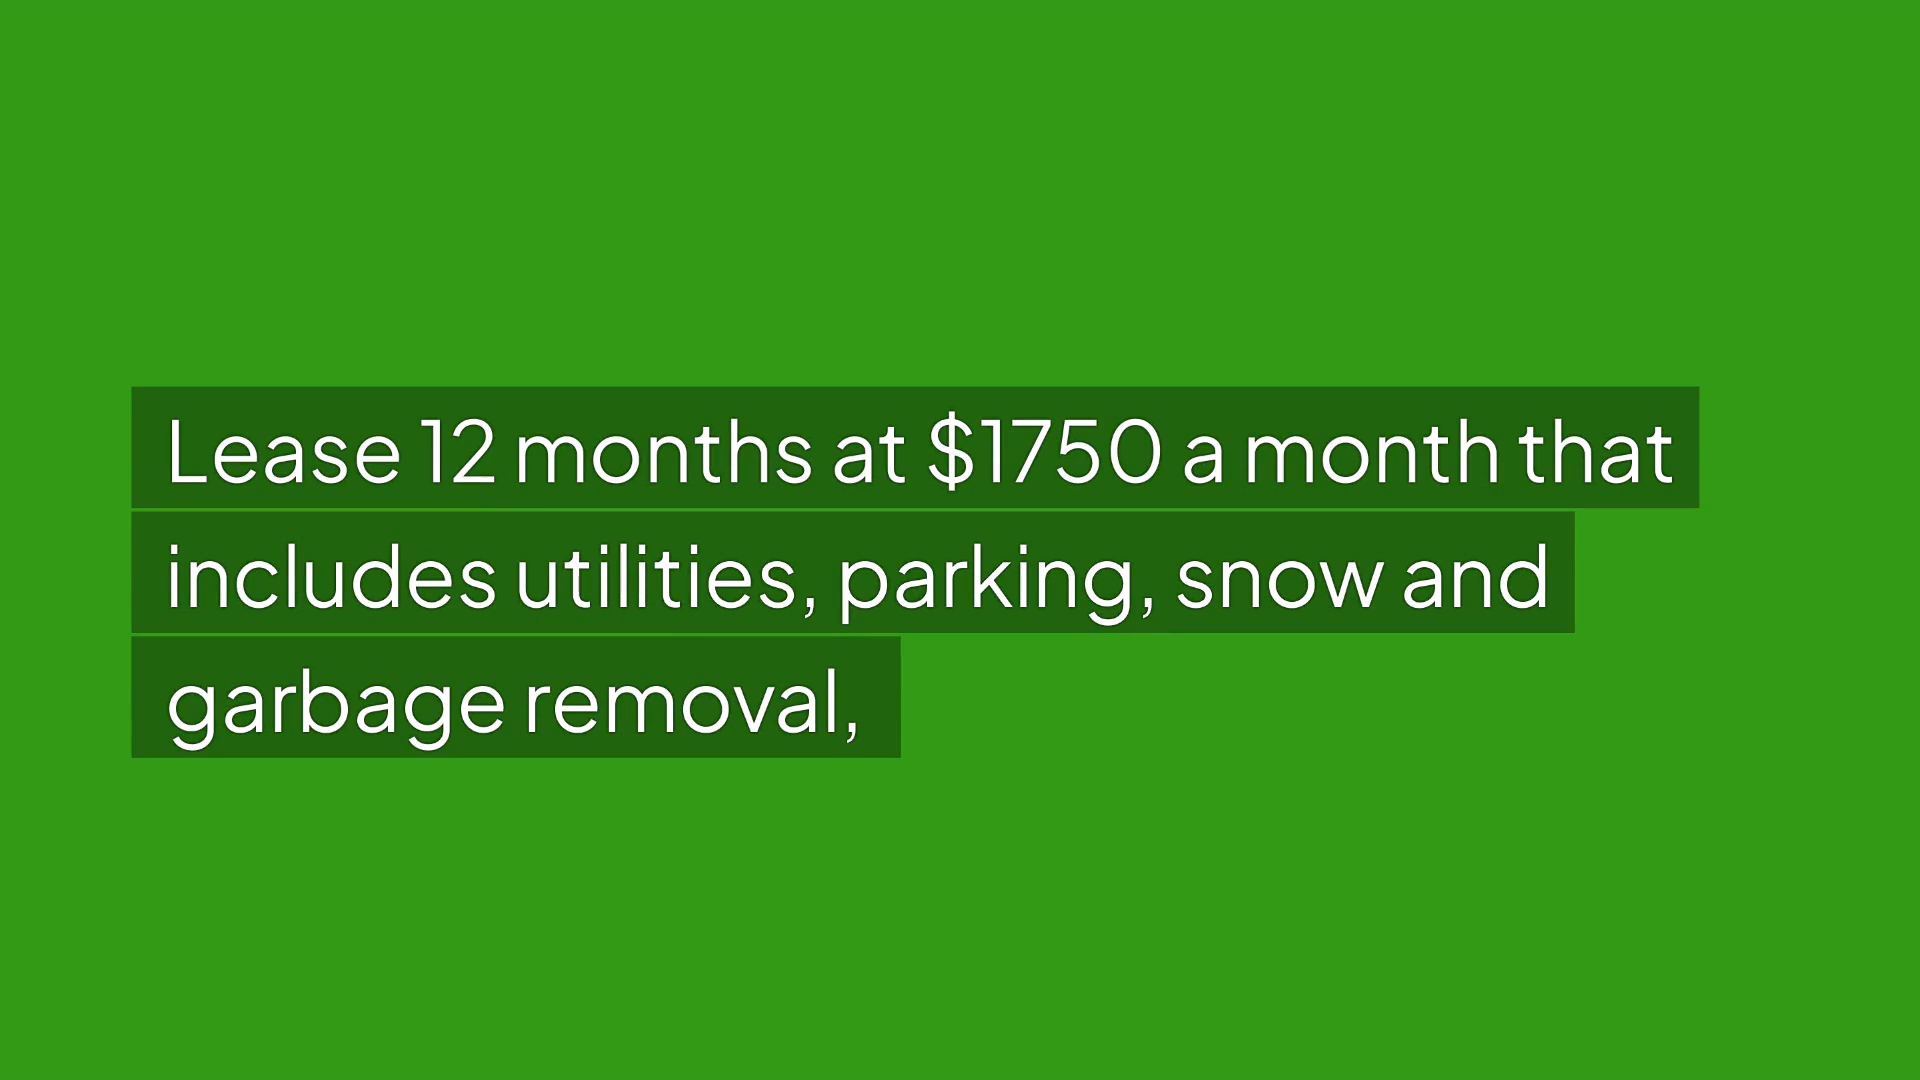 Lease 12 months at $1750 a month that
includes utilities, parking, snow and
garbage removal,